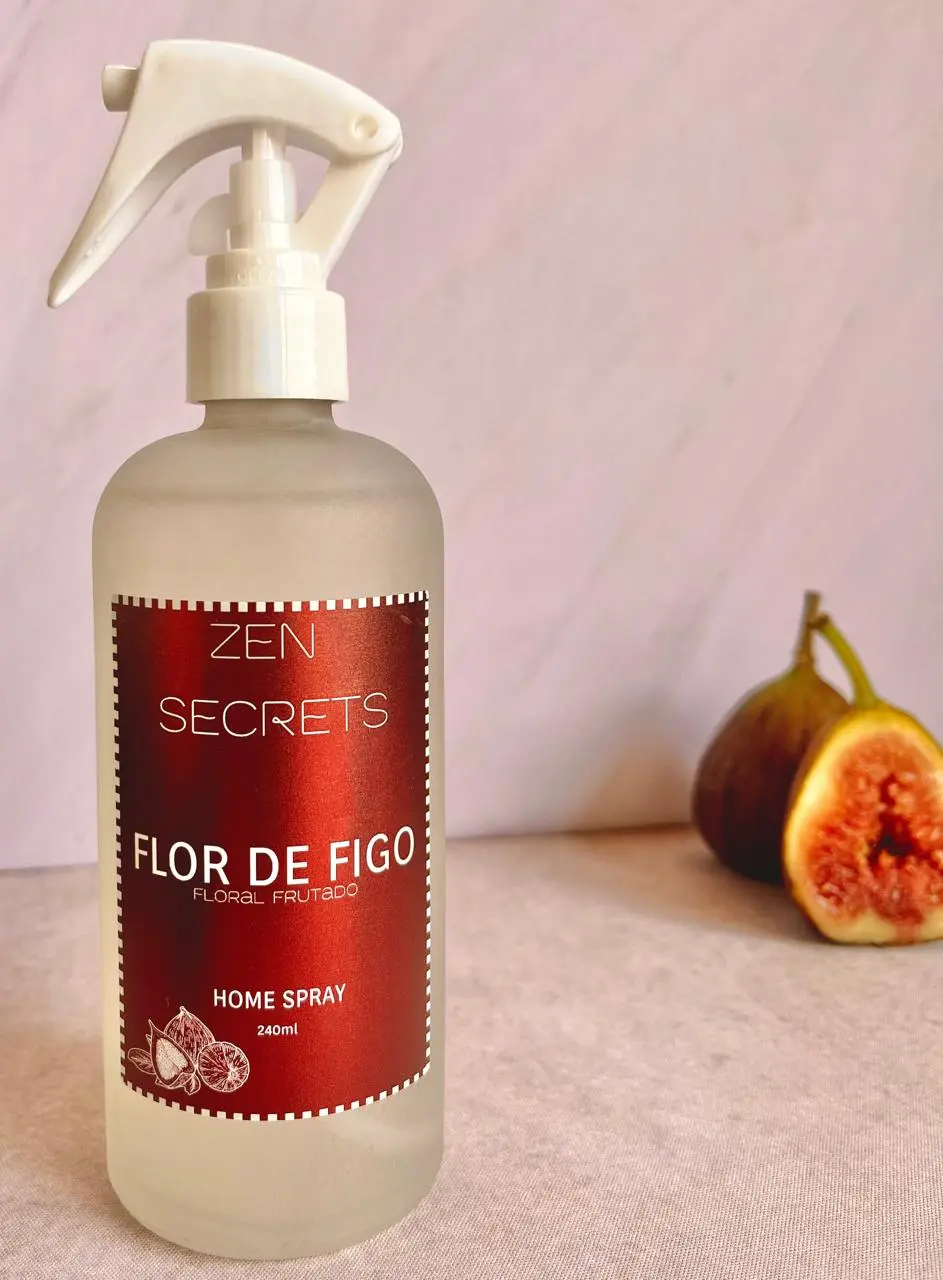 ZEN
SECRETS
FLOR DE FIGO
FLORAL FRUTADO
HOME SPRAY
240ml